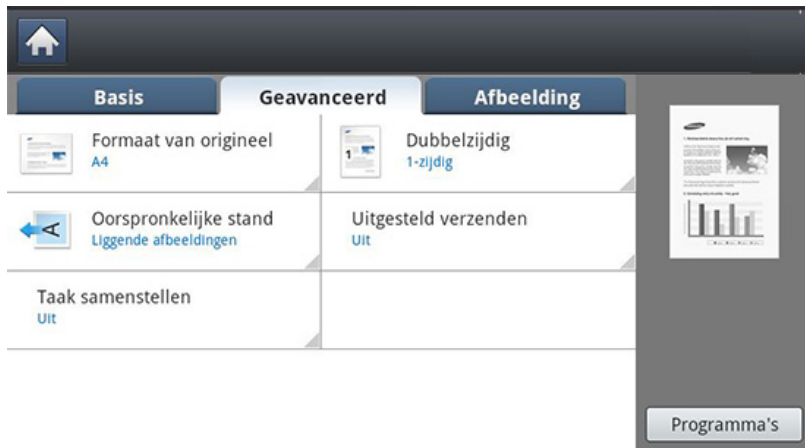 Basis
Geavanceerd
Afbeelding
Formaat van origineel
A4
Dubbelzijdig
1-zijdig
1
Oorspronkelijke stand
Liggende afbeeldingen
A
Uitgesteld verzenden
Uit
Taak samenstellen
Uit
Programma's